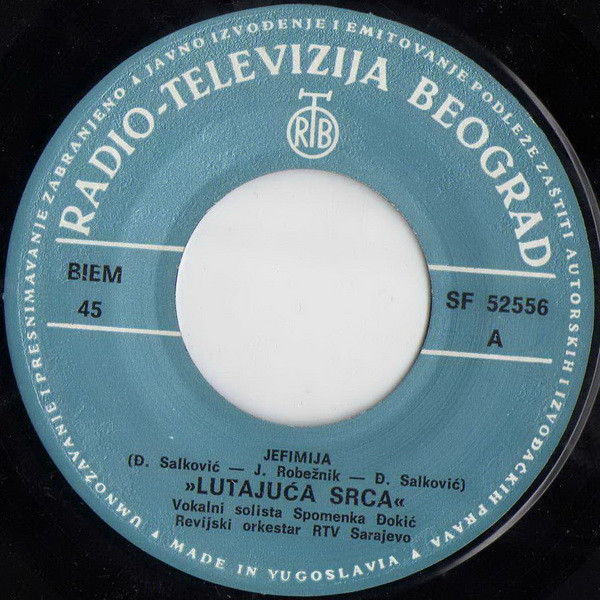 UMNOŽAVANJE I PRESNIMAVANJE ZABRANJENO ▲ JAVNO IZVOĐENJE I EMITOVANJE PODLEŽE ZAŠTITI AUTORSKIH I IZVOĐAČKIH PRAVA ▲ MADE IN YUGOSLAVIA ▲
RADIO-TELEVIZIJA BEOGRAD
RTB
BIEM
45
SF 52556
A
JEFIMIJA
(Đ. Salković — J. Robežnik — Đ. Salković)
»LUTAJUĆA SRCA«
Vokalni solista Spomenka Đokić
Revijski orkestar RTV Sarajevo